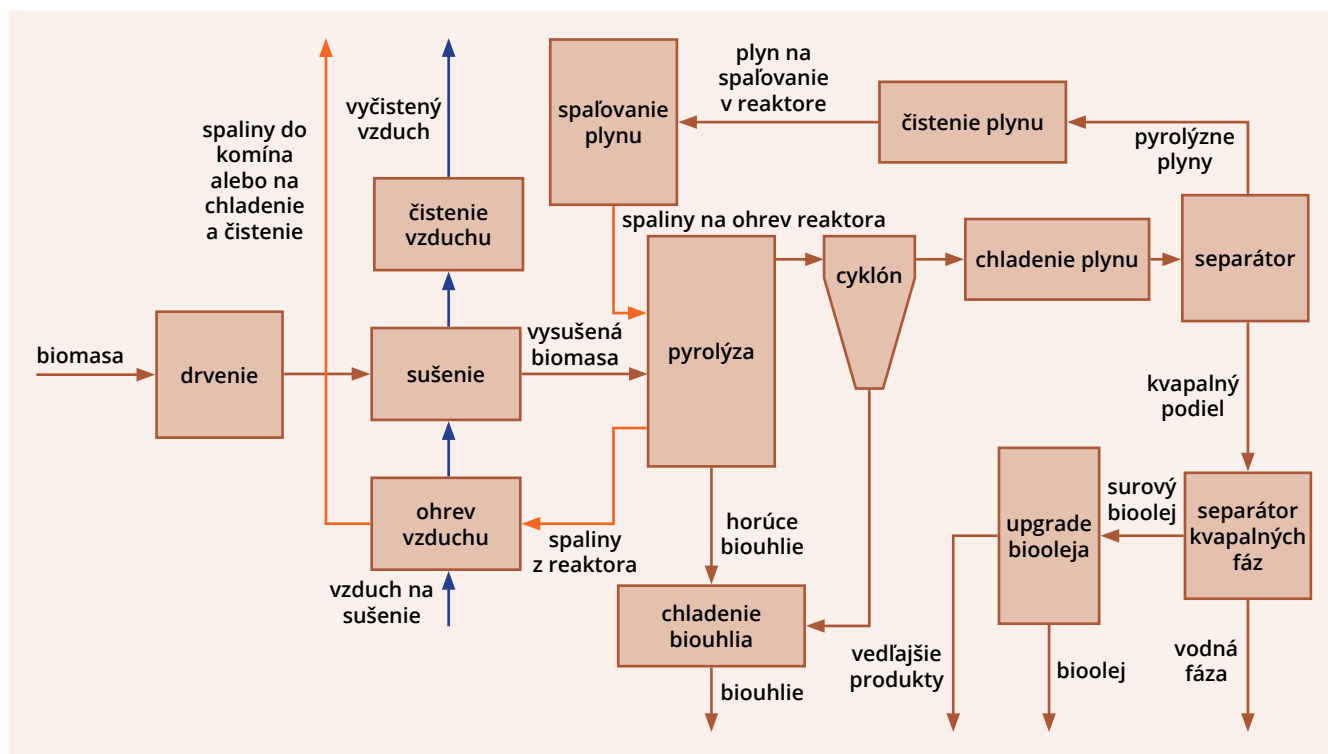 spaliny do
komína
alebo na
chladenie
a čistenie
vyčistený
vzduch
spaľovanie
plynu
plyn na
spaľovanie
v reaktore
čistenie plynu
pyrolýzne
plyny
čistenie
vzduchu
spaliny na ohrev reaktora
cyklón
chladenie plynu
separátor
biomasa
drvenie
sušenie
vysušená
biomasa
pyrolýza
kvapalný
podiel
ohrev
vzduchu
spaliny
z reaktora
vzduch na
sušenie
horúce
biouhlie
chladenie
biouhlia
biouhlie
upgrade
biooleja
surový
bioolej
separátor
kvapalných
fáz
vedľajšie
produkty
bioolej
vodná
fáza